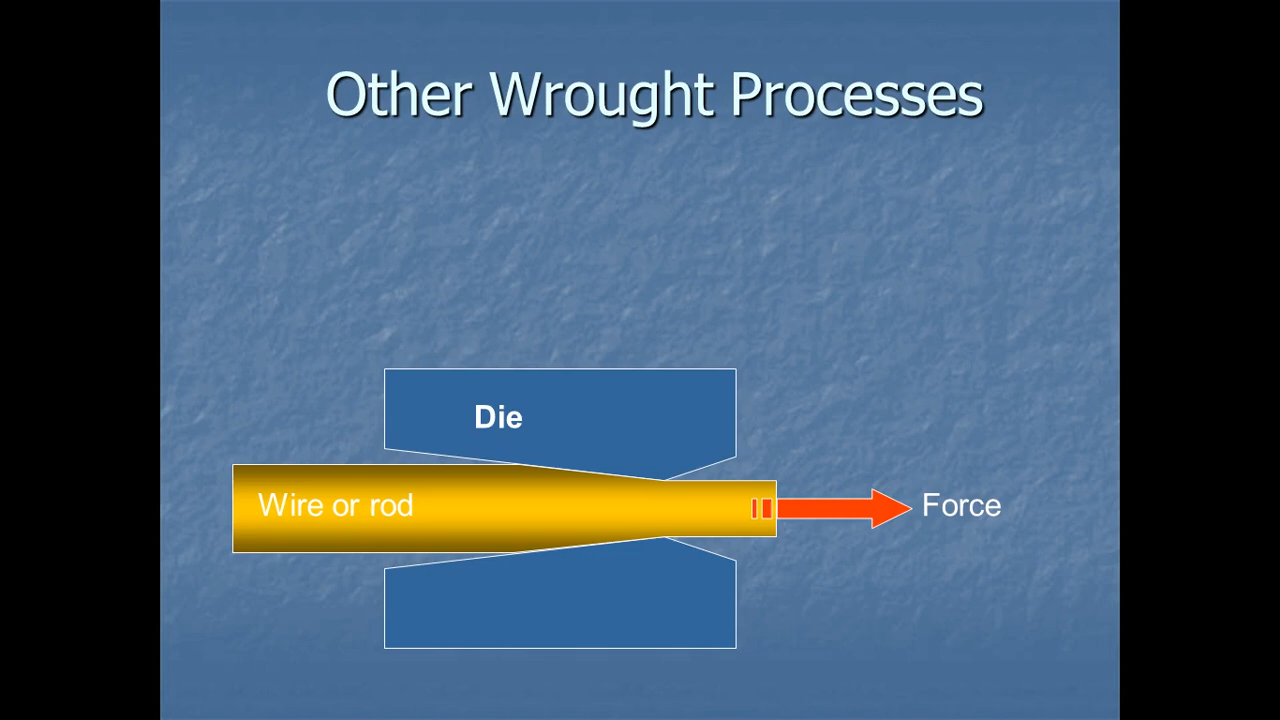 Other Wrought Processes
Die
Wire or rod
Force